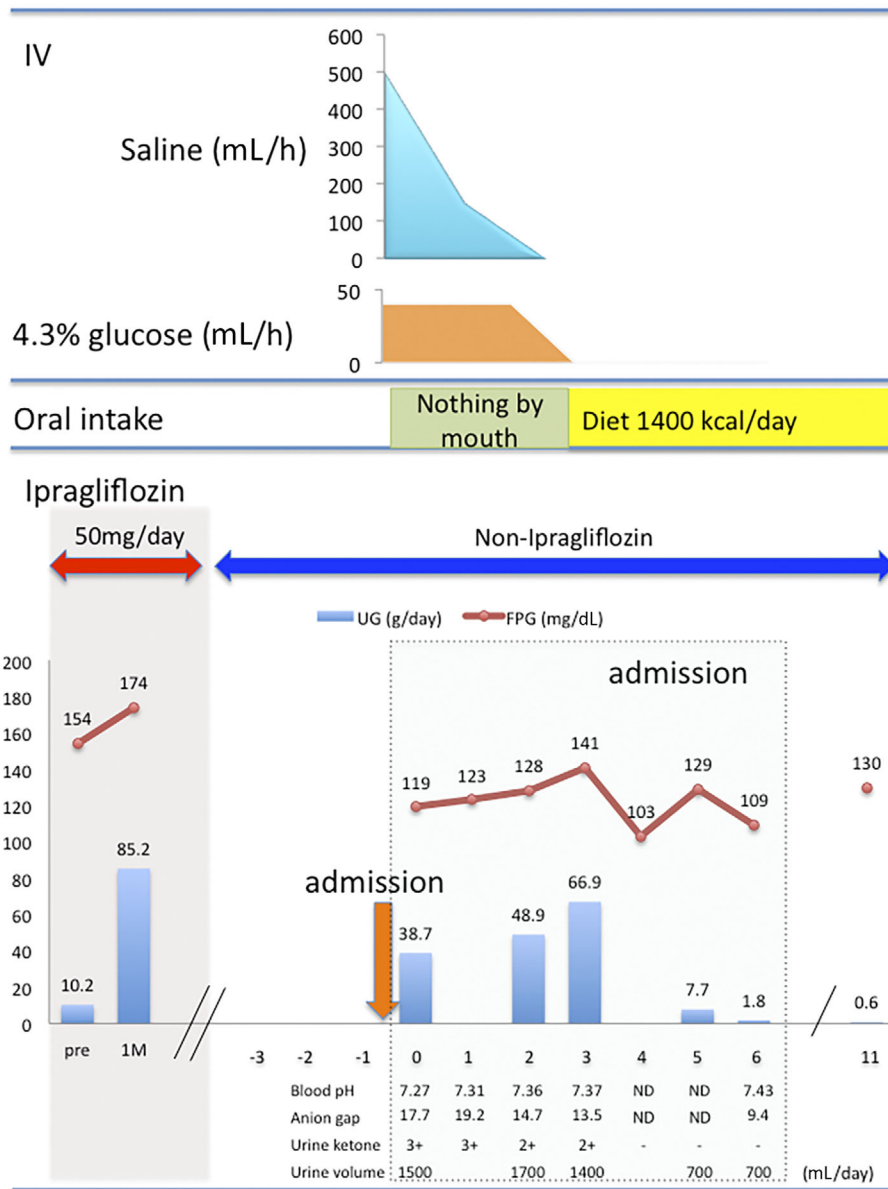 IV
Saline (mL/h)
600
500
400
300
200
100
0
4.3% glucose (mL/h)
50
0
Oral intake
Nothing by
mouth
Diet 1400 kcal/day
Ipragliflozin
50mg/day
Non-Ipragliflozin
UG (g/day) FPG (mg/dL)
admission
admission
200
180
160
140
120
100
80
60
40
20
0
154 174 119 123 128 141 103 129 109 130
10.2 85.2 38.7 48.9 66.9 7.7 1.8 0.6
pre 1M -3 -2 -1 0 1 2 3 4 5 6 11
Blood pH 7.27 7.31 7.36 7.37 ND ND 7.43
Anion gap 17.7 19.2 14.7 13.5 ND ND 9.4
Urine ketone 3+ 3+ 2+ 2+ - - -
Urine volume 1500 1700 1400 700 700 (mL/day)